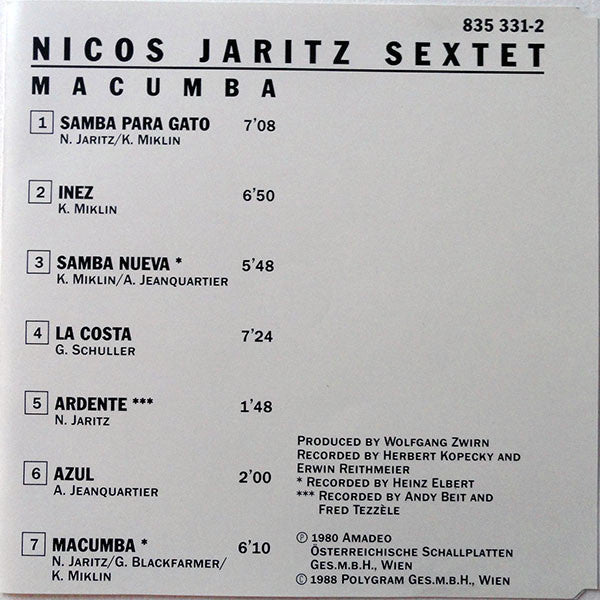 835 331-2
NICOS JARITZ SEXTET
MACUMBA
1 SAMBA PARA GATO 7'08
N. JARITZ/K. MIKLIN
2 INEZ 6'50
K. MIKLIN
3 SAMBA NUEVA * 5'48
K. MIKLIN/A. JEANQUARTIER
4 LA COSTA 7'24
G. SCHULLER
5 ARDENTE *** 1'48
N. JARITZ
6 AZUL 2'00
A. JEANQUARTIER
7 MACUMBA * 6'10
N. JARITZ/G. BLACKFARMER/
K. MIKLIN
PRODUCED BY WOLFGANG ZWIRN
RECORDED BY HERBERT KOPECKY AND
ERWIN REITHMEIER
* RECORDED BY HEINZ ELBERT
*** RECORDED BY ANDY BEIT AND
FRED TEZZÈLE
Ⓟ 1980 AMADEO
ÖSTERREICHISCHE SCHALLPLATTEN
GES.M.B.H., WIEN
© 1988 POLYGRAM GES.M.B.H., WIEN